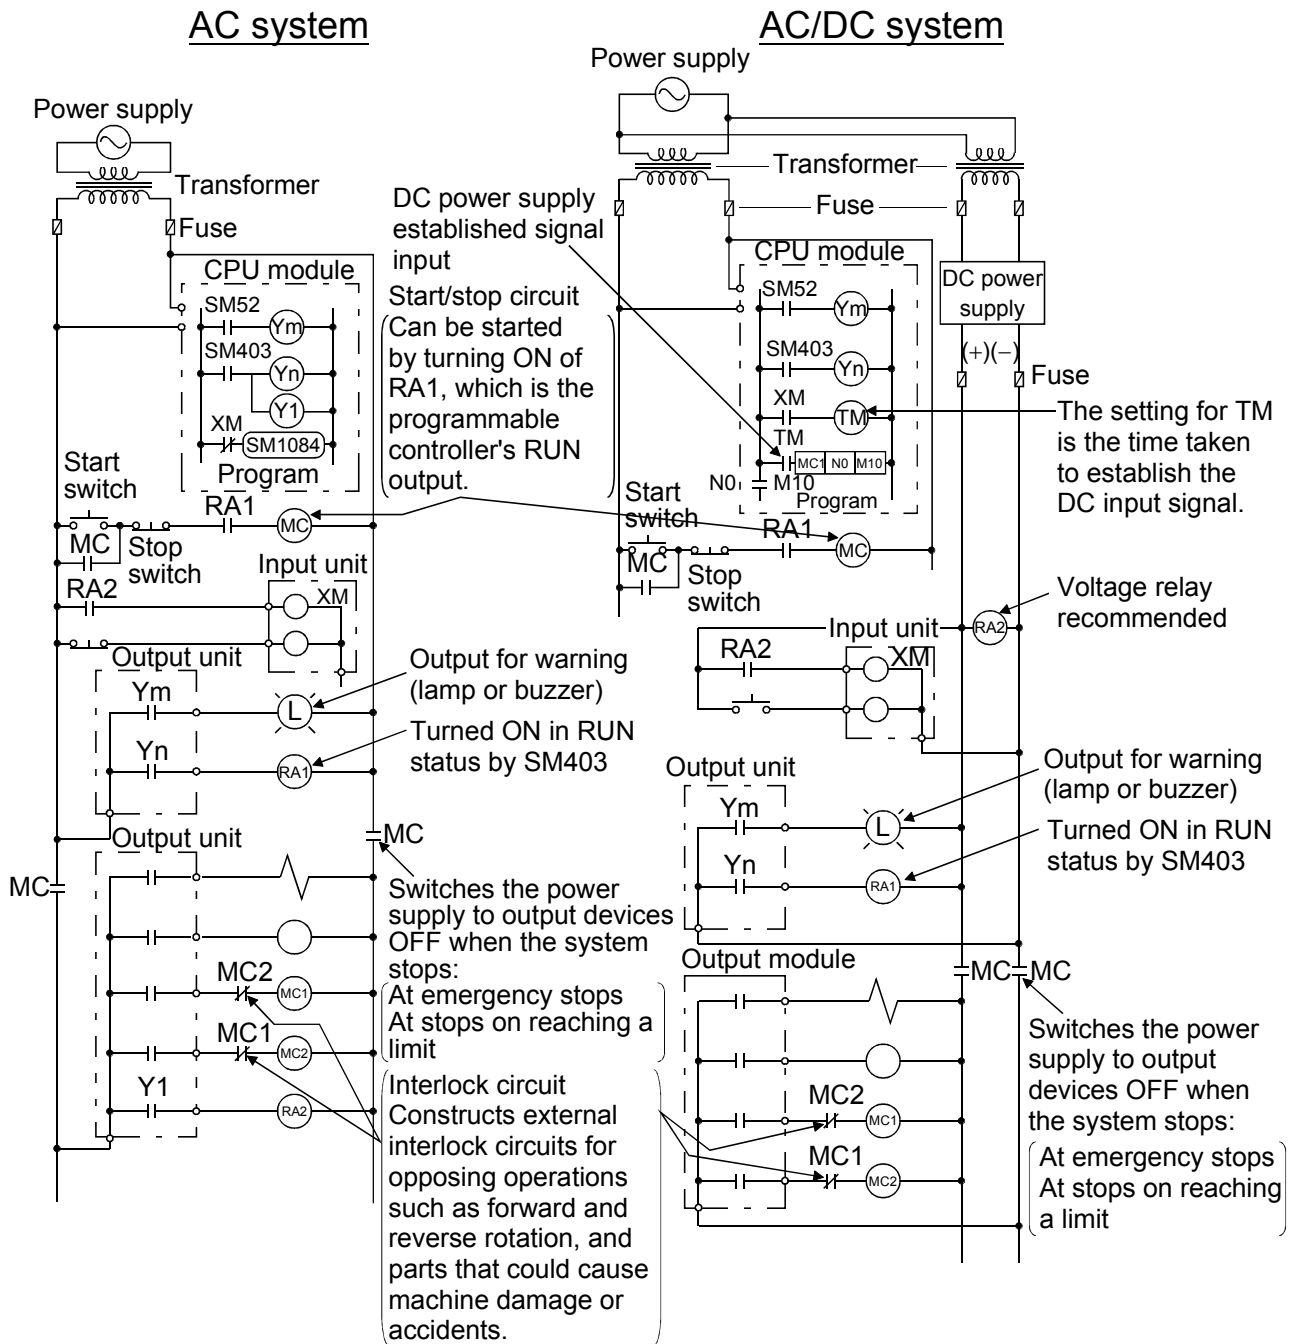 AC system
Power supply
Transformer
Fuse
CPU module
SM52
Ym
SM403
Yn
Y1
XM
SM1084
Program
Start
switch
RA1
MC
MC
Stop
switch
Input unit
RA2
XM
Output unit
Ym
L
Yn
RA1
Output unit
MC
MC
MC2
MC1
MC1
MC2
Y1
RA2
DC power supply
established signal
input
Start/stop circuit
Can be started
by turning ON of
RA1, which is the
programmable
controller's RUN
output.
Output for warning
(lamp or buzzer)
Turned ON in RUN
status by SM403
Switches the power
supply to output devices
OFF when the system
stops:
At emergency stops
At stops on reaching a
limit
Interlock circuit
Constructs external
interlock circuits for
opposing operations
such as forward and
reverse rotation, and
parts that could cause
machine damage or
accidents.
AC/DC system
Power supply
Transformer
Fuse
CPU module
SM52
Ym
SM403
Yn
XM
TM
TM
MC1 N0 M10
N0 M10
Program
DC power
supply
(+)(−)
Fuse
The setting for TM
is the time taken
to establish the
DC input signal.
Start
switch
RA1
MC
MC
Stop
switch
Voltage relay
recommended
RA2
Input unit
RA2
XM
Output unit
Ym
L
Yn
RA1
Output for warning
(lamp or buzzer)
Turned ON in RUN
status by SM403
Output module
MC MC
MC2
MC1
MC1
MC2
Switches the power
supply to output
devices OFF when
the system stops:
At emergency stops
At stops on reaching
a limit